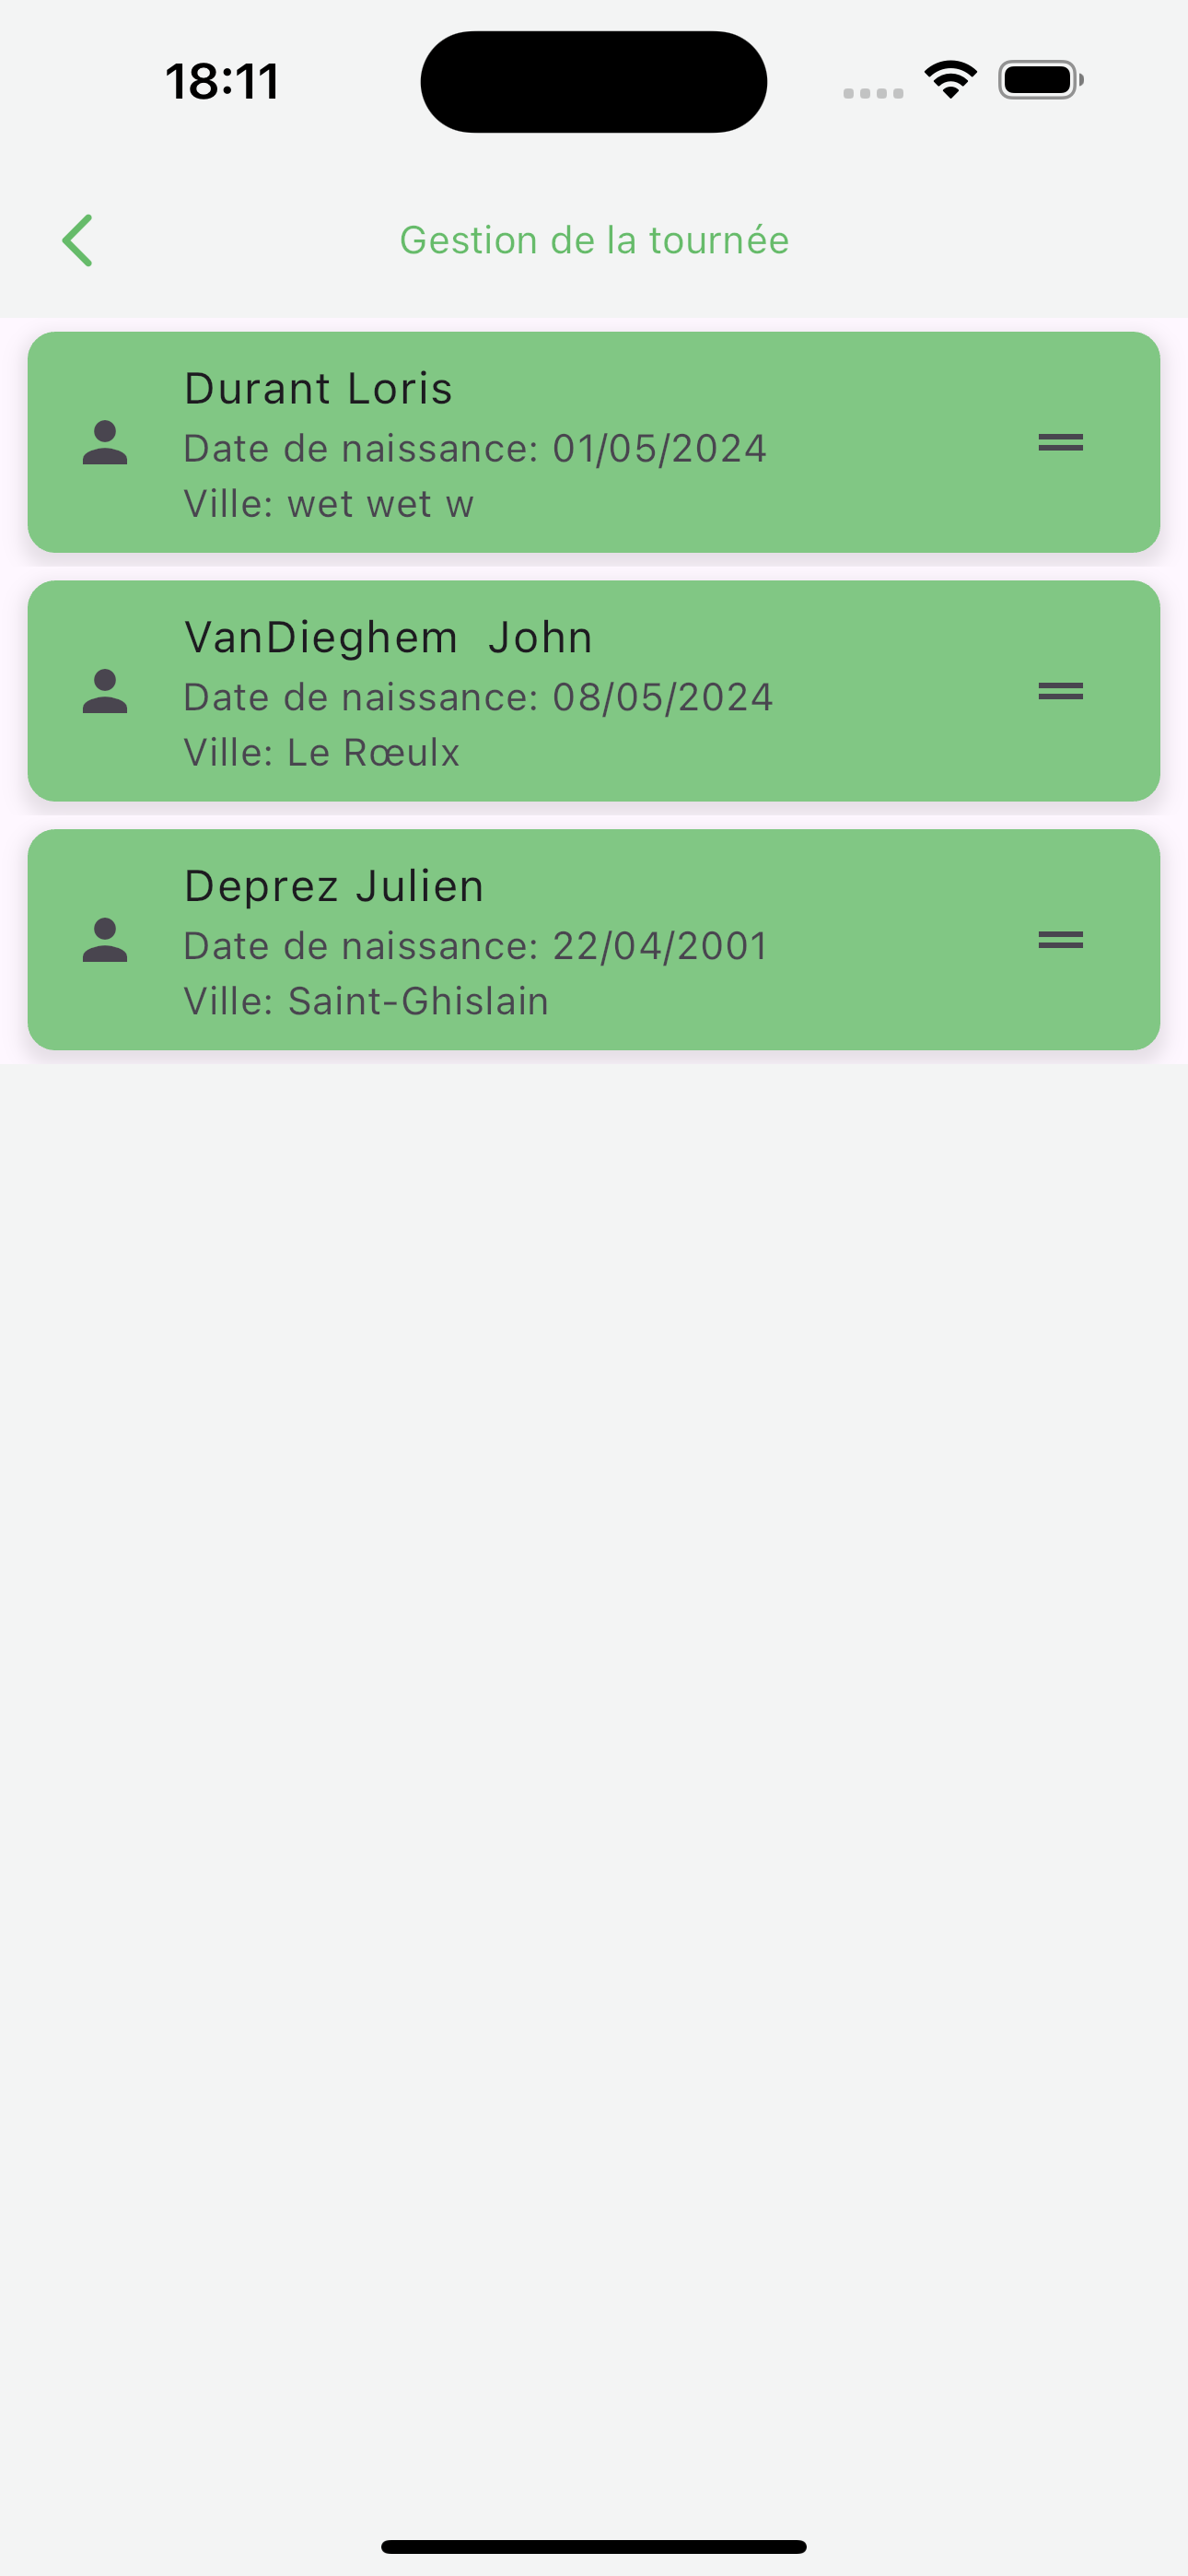 18:11
Gestion de la tournée
Durant Loris
Date de naissance: 01/05/2024
Ville: wet wet w
VanDieghem  John
Date de naissance: 08/05/2024
Ville: Le Rœulx
Deprez Julien
Date de naissance: 22/04/2001
Ville: Saint-Ghislain